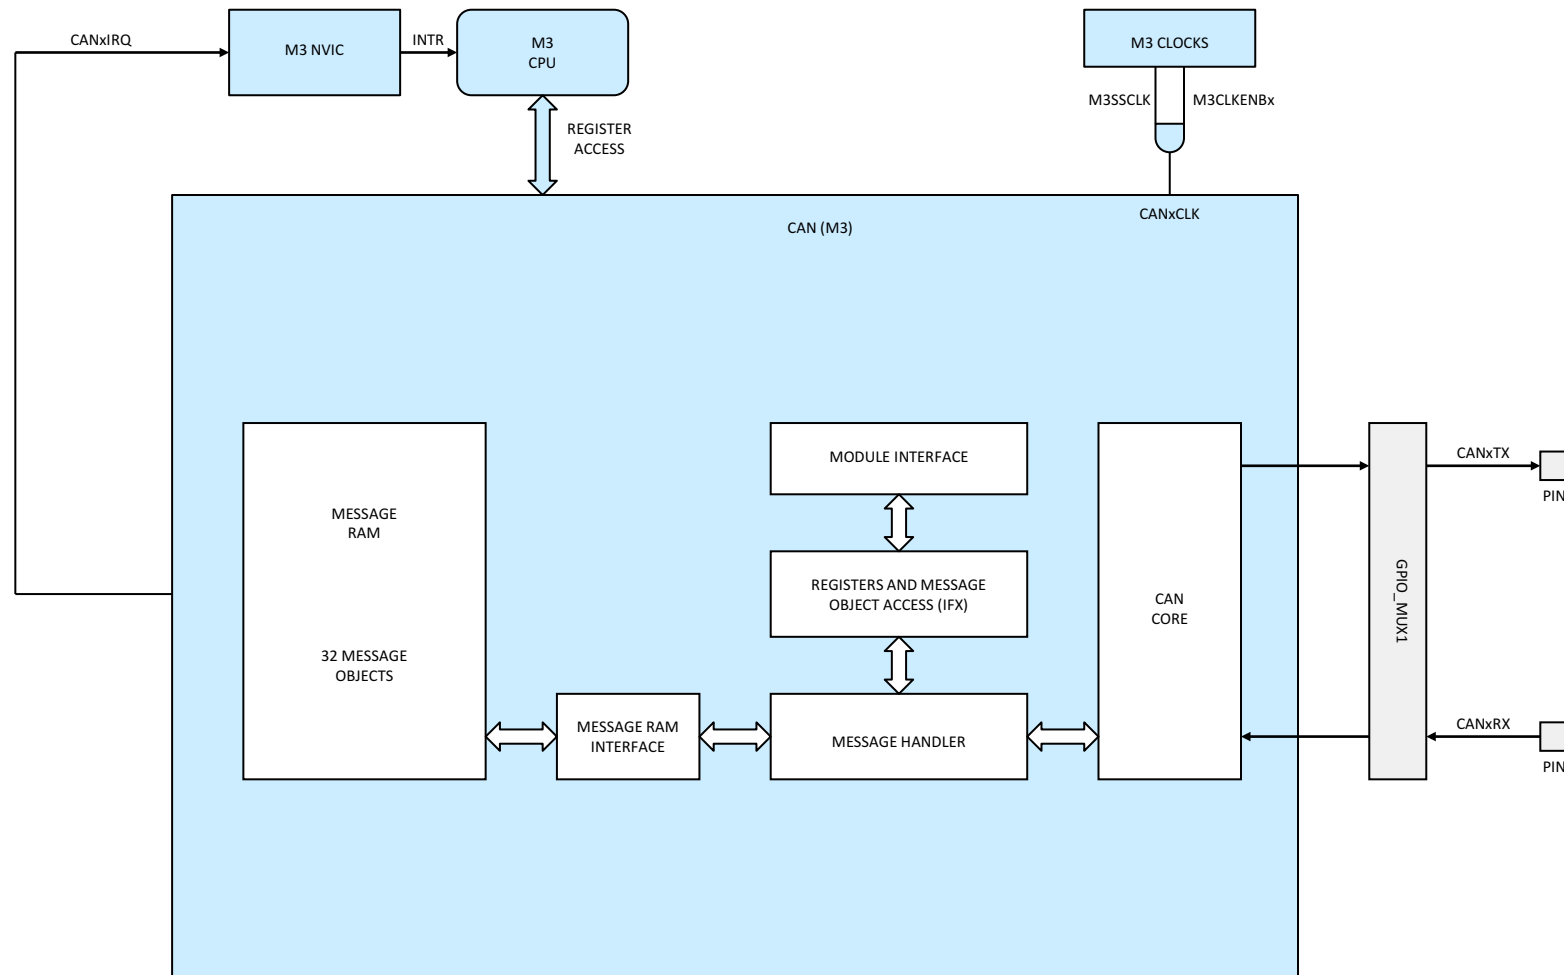 CANxIRQ
M3 NVIC
INTR
M3
CPU
M3 CLOCKS
M3SSCLK
M3CLKENBx
REGISTER
ACCESS
CANxCLK
CAN (M3)
MESSAGE
RAM
32 MESSAGE
OBJECTS
MODULE INTERFACE
REGISTERS AND MESSAGE
OBJECT ACCESS (IFX)
MESSAGE RAM
INTERFACE
MESSAGE HANDLER
CAN
CORE
GPIO_MUX1
CANxTX
PIN
CANxRX
PIN